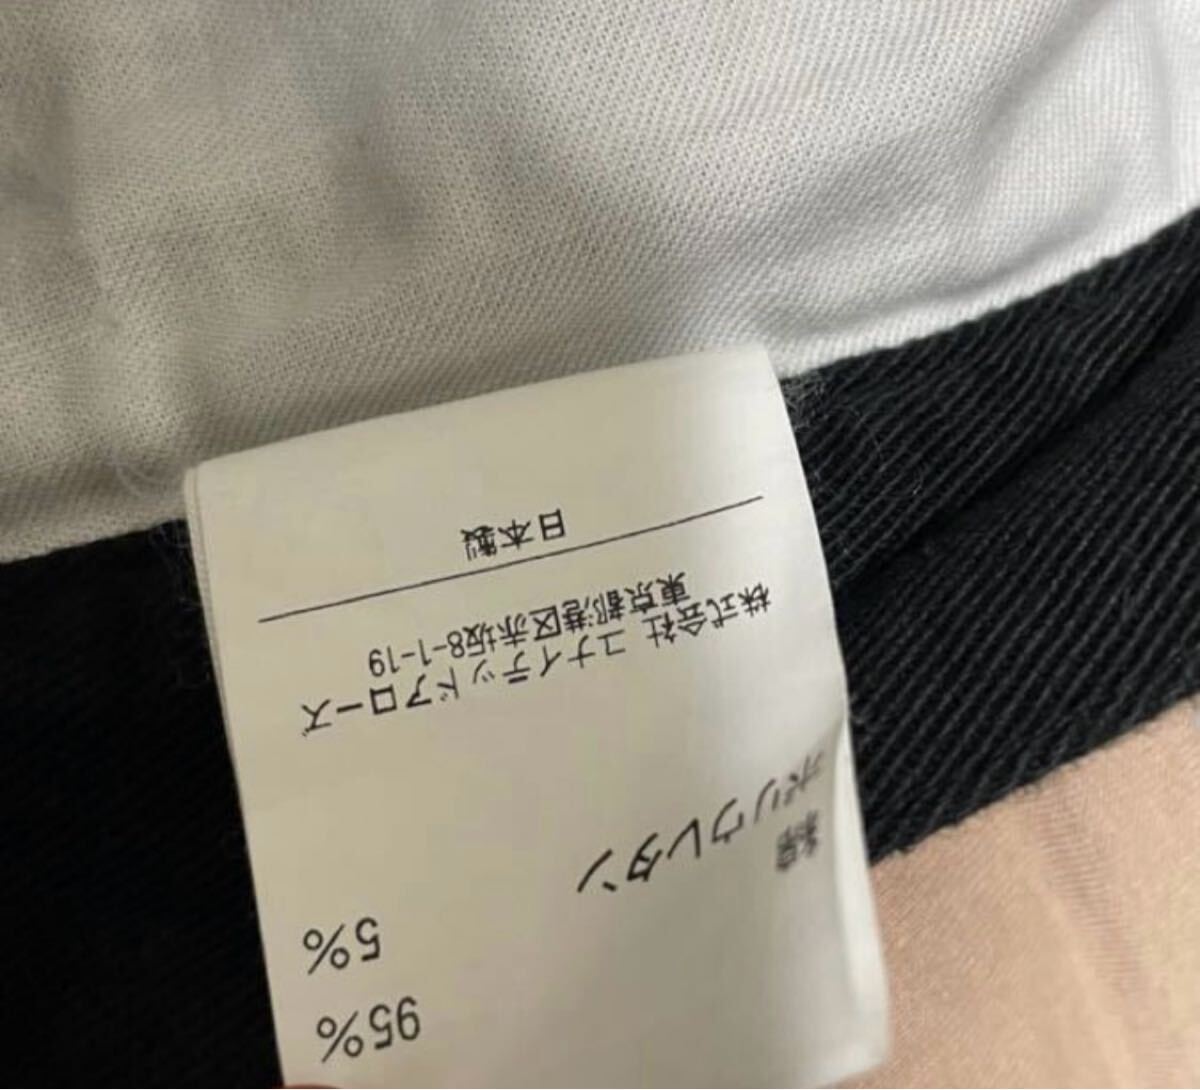 綿 95%
ポリウレタン 5%
株式会社 ユナイテッドアローズ
東京都港区赤坂8-1-19
日本製